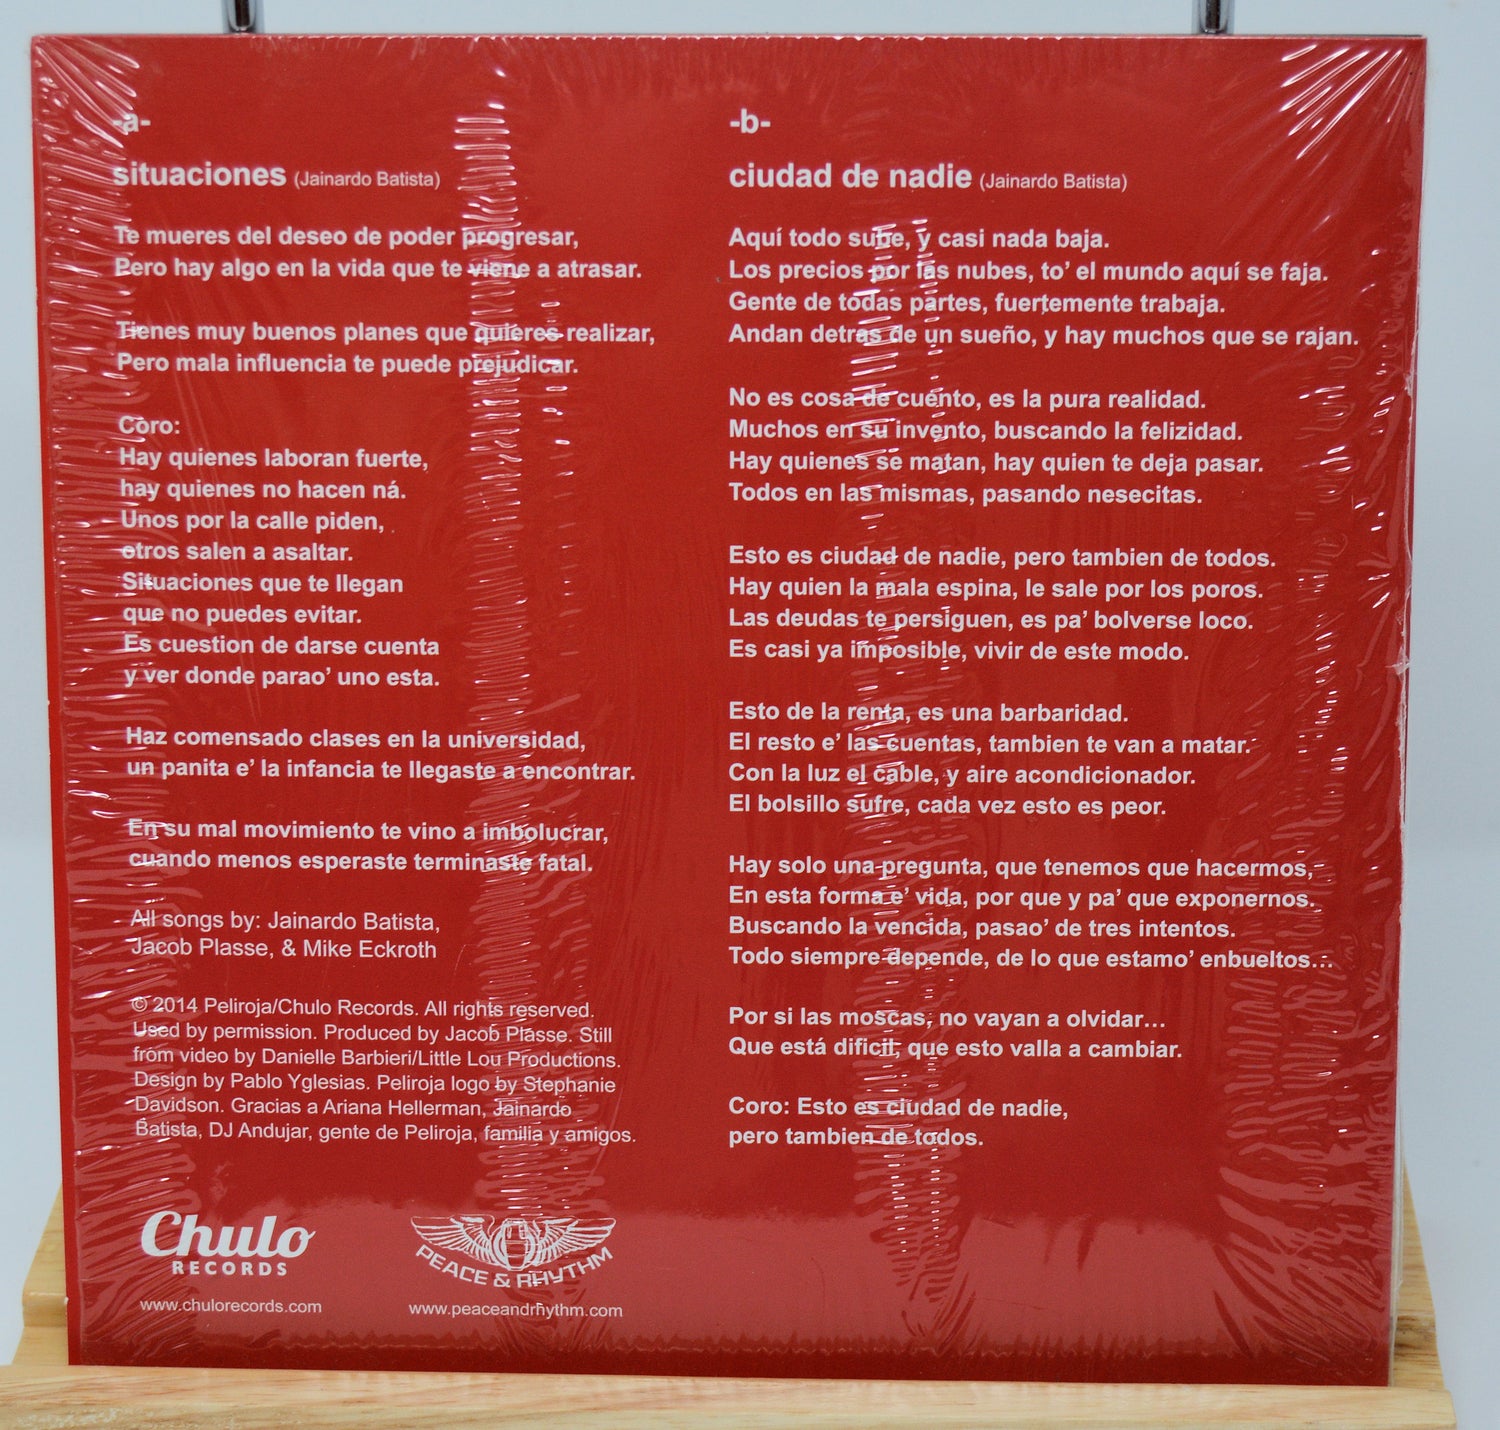 -a-
situaciones (Jainardo Batista)
Te mueres del deseo de poder progresar,
Pero hay algo en la vida que te viene a atrasar.
Tienes muy buenos planes que quieres realizar,
Pero mala influencia te puede prejudicar.
Coro:
Hay quienes laboran fuerte,
hay quienes no hacen ná.
Unos por la calle piden,
otros salen a asaltar.
Situaciones que te llegan
que no puedes evitar.
Es cuestion de darse cuenta
y ver donde parao' uno esta.
Haz comensado clases en la universidad,
un panita e' la infancia te llegaste a encontrar.
En su mal movimiento te vino a imbolucrar,
cuando menos esperaste terminaste fatal.
All songs by: Jainardo Batista,
Jacob Plasse, & Mike Eckroth
© 2014 Peliroja/Chulo Records. All rights reserved.
Used by permission. Produced by Jacob Plasse. Still
from video by Danielle Barbieri/Little Lou Productions.
Design by Pablo Yglesias. Peliroja logo by Stephanie
Davidson. Gracias a Ariana Hellerman, Jainardo
Batista, DJ Andujar, gente de Peliroja, familia y amigos.
Chulo
RECORDS
www.chulorecords.com
PEACE & RHYTHM
www.peaceandrhythm.com
-b-
ciudad de nadie (Jainardo Batista)
Aquí todo sube, y casi nada baja.
Los precios por las nubes, to' el mundo aquí se faja.
Gente de todas partes, fuertemente trabaja.
Andan detras de un sueño, y hay muchos que se rajan.
No es cosa de cuento, es la pura realidad.
Muchos en su invento, buscando la felizidad.
Hay quienes se matan, hay quien te deja pasar.
Todos en las mismas, pasando nesecitas.
Esto es ciudad de nadie, pero tambien de todos.
Hay quien la mala espina, le sale por los poros.
Las deudas te persiguen, es pa' bolverse loco.
Es casi ya imposible, vivir de este modo.
Esto de la renta, es una barbaridad.
El resto e' las cuentas, tambien te van a matar.
Con la luz el cable, y aire acondicionador.
El bolsillo sufre, cada vez esto es peor.
Hay solo una pregunta, que tenemos que hacermos,
En esta forma e' vida, por que y pa' que exponernos.
Buscando la vencida, pasao' de tres intentos.
Todo siempre depende, de lo que estamo' enbueltos...
Por si las moscas, no vayan a olvidar...
Que está dificil, que esto valla a cambiar.
Coro: Esto es ciudad de nadie,
pero tambien de todos.